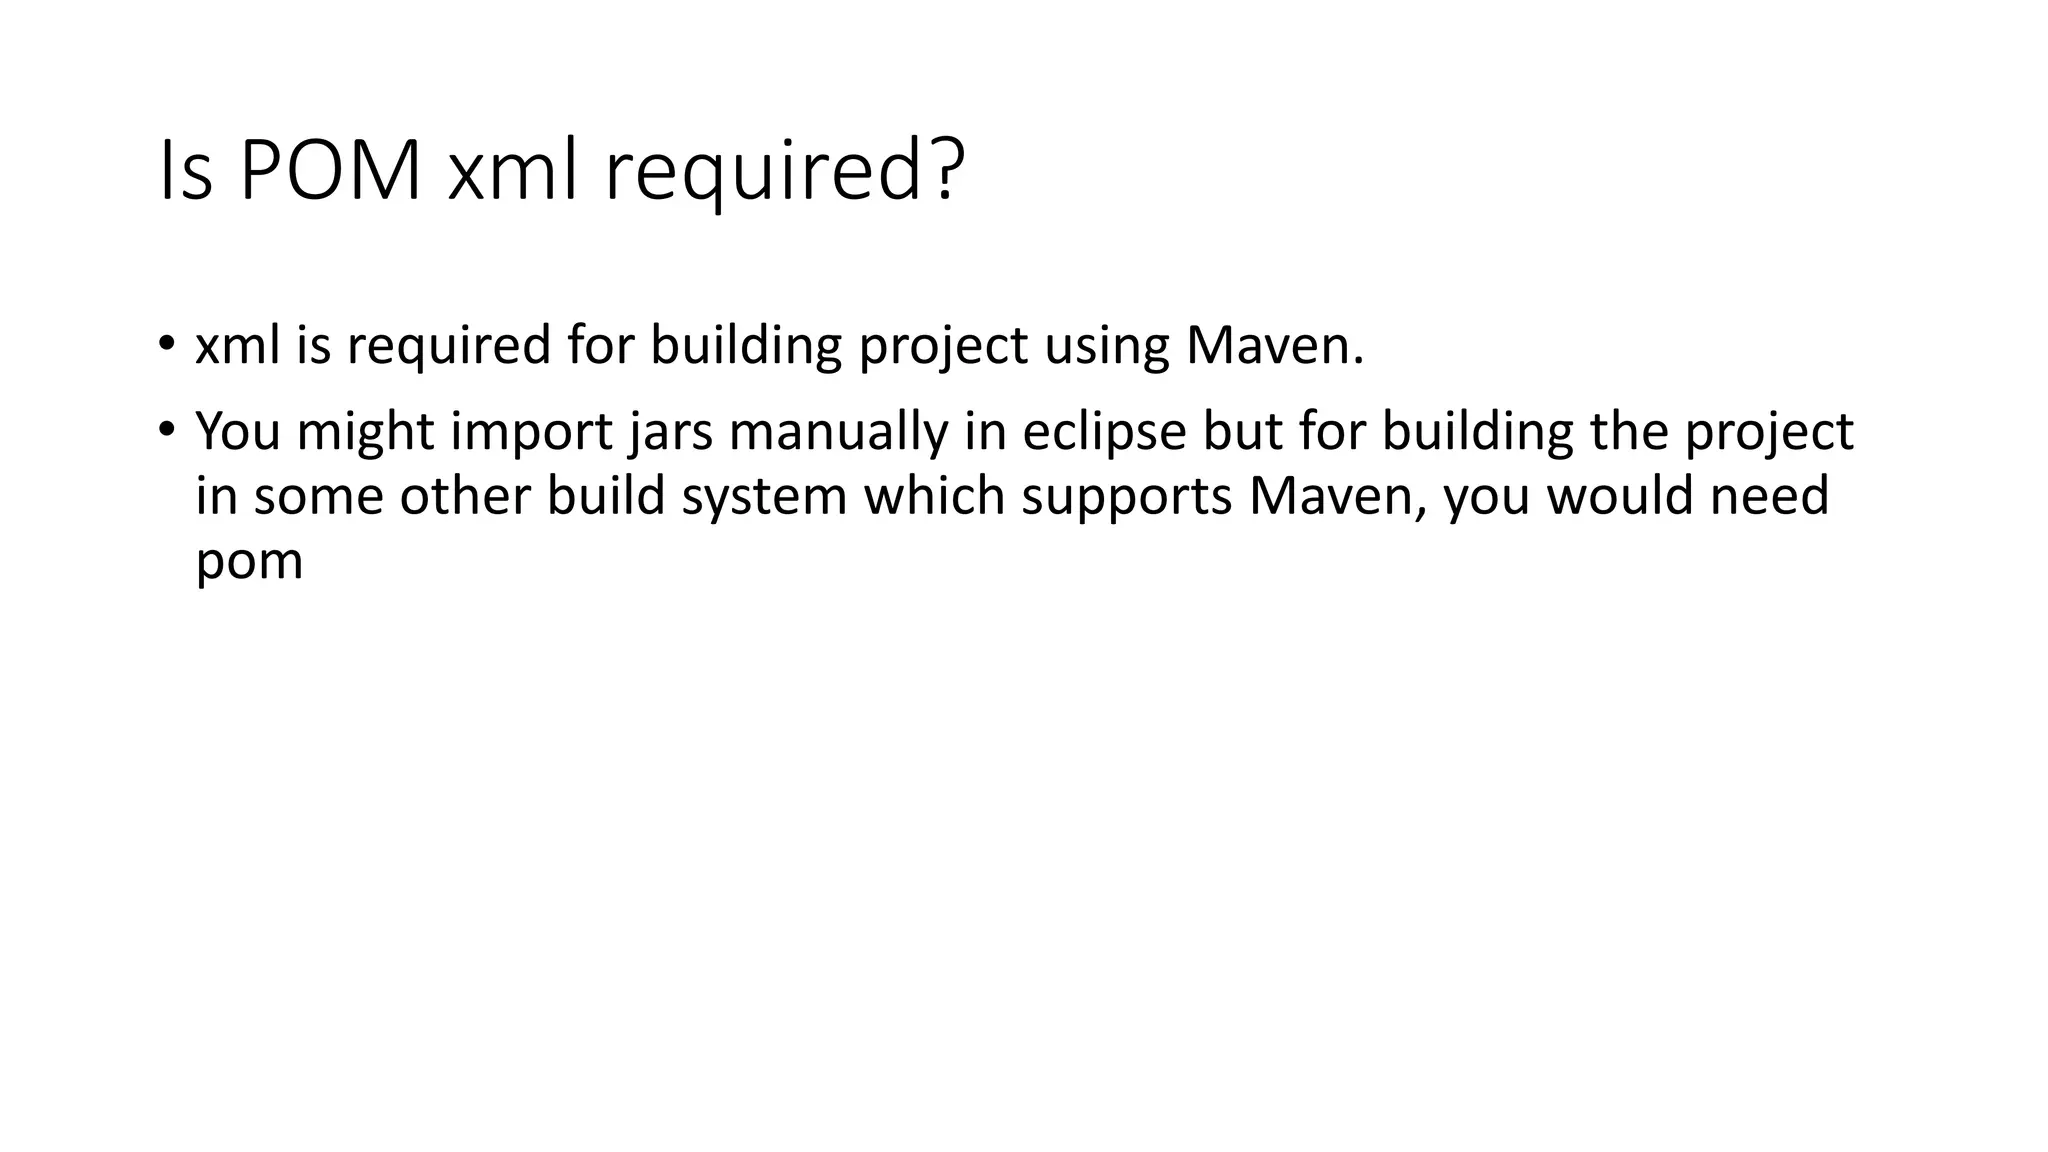 Is POM xml required?
• xml is required for building project using Maven.
• You might import jars manually in eclipse but for building the project
in some other build system which supports Maven, you would need
pom